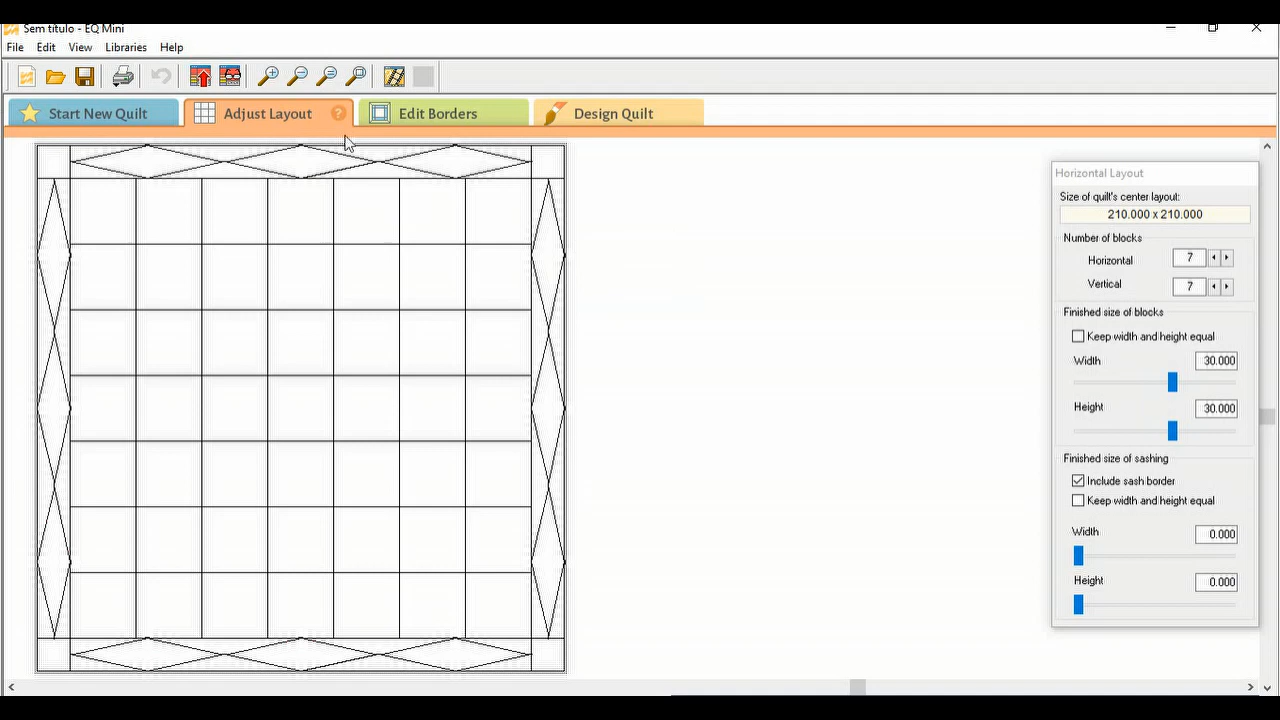 Sem título - EQ Mini
File Edit View Libraries Help
Start New Quilt Adjust Layout ? Edit Borders Design Quilt
Horizontal Layout
Size of quilt's center layout:
210.000 x 210.000
Number of blocks
Horizontal 7
Vertical 7
Finished size of blocks
Keep width and height equal
Width 30.000
Height 30.000
Finished size of sashing
Include sash border
Keep width and height equal
Width 0.000
Height 0.000